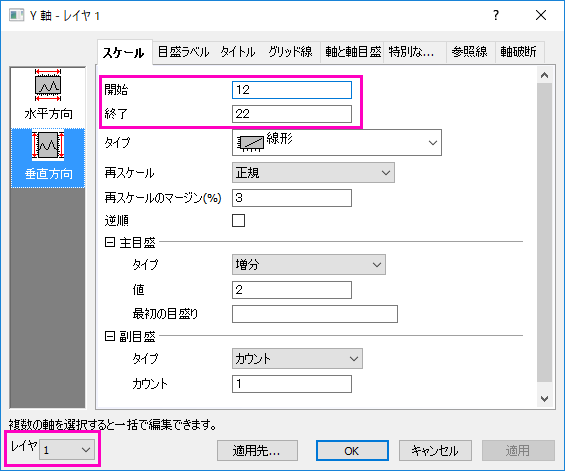 Y 軸 - レイヤ 1
スケール 目盛ラベル タイトル グリッド線 軸と軸目盛 特別な... 参照線 軸破断
水平方向
垂直方向
開始 12
終了 22
タイプ 線形
再スケール 正規
再スケールのマージン(%) 3
逆順
主目盛
タイプ 増分
値 2
最初の目盛り
副目盛
タイプ カウント
カウント 1
複数の軸を選択すると一括で編集できます。
レイヤ 1 適用先... OK キャンセル 適用